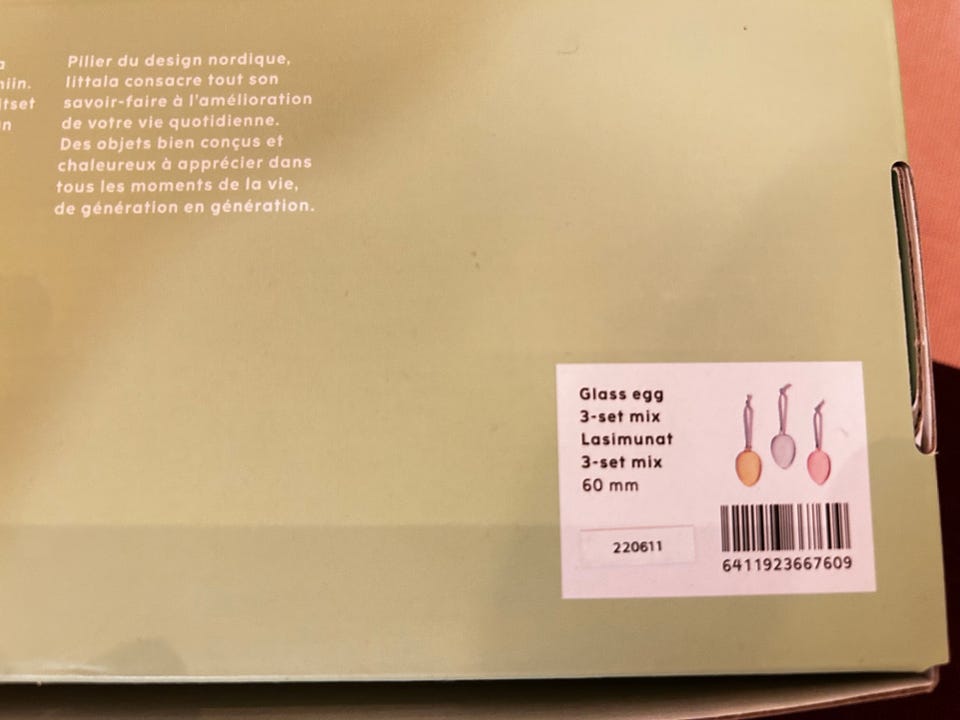 Pilier du design nordique,
Iittala consacre tout son
savoir-faire à l'amélioration
de votre vie quotidienne.
Des objets bien conçus et
chaleureux à apprécier dans
tous les moments de la vie,
de génération en génération.
Glass egg
3-set mix
Lasimunat
3-set mix
60 mm
220611
6411923667609